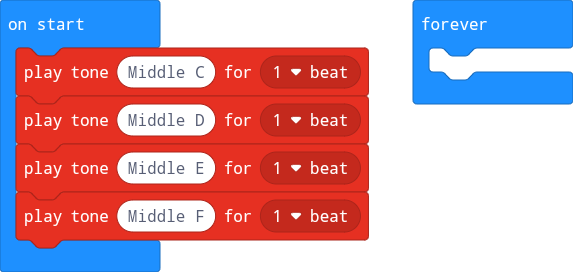 on start
forever
play tone Middle C for 1 beat
play tone Middle D for 1 beat
play tone Middle E for 1 beat
play tone Middle F for 1 beat